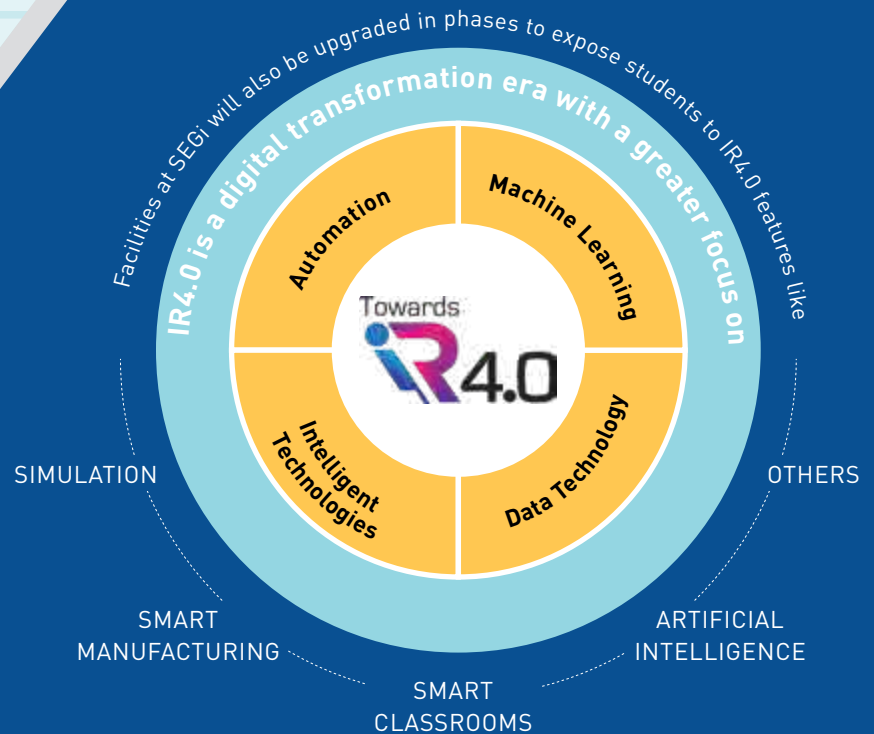 Facilities at SEGi will also be upgraded in phases to expose students to IR4.0 features like
IR4.0 is a digital transformation era with a greater focus on
Automation
Machine Learning
Towards
iR4.0
Intelligent
Technologies
Data Technology
SIMULATION
OTHERS
SMART
MANUFACTURING
ARTIFICIAL
INTELLIGENCE
SMART
CLASSROOMS